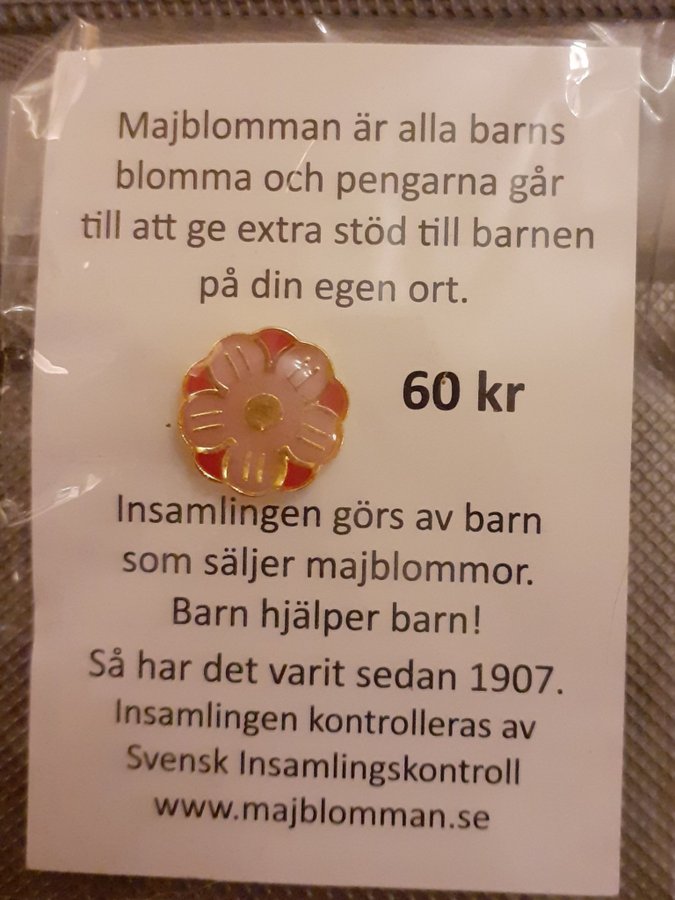 Majblomman är alla barns
blomma och pengarna går
till att ge extra stöd till barnen
på din egen ort.
60 kr
Insamlingen görs av barn
som säljer majblommor.
Barn hjälper barn!
Så har det varit sedan 1907.
Insamlingen kontrolleras av
Svensk Insamlingskontroll
www.majblomman.se